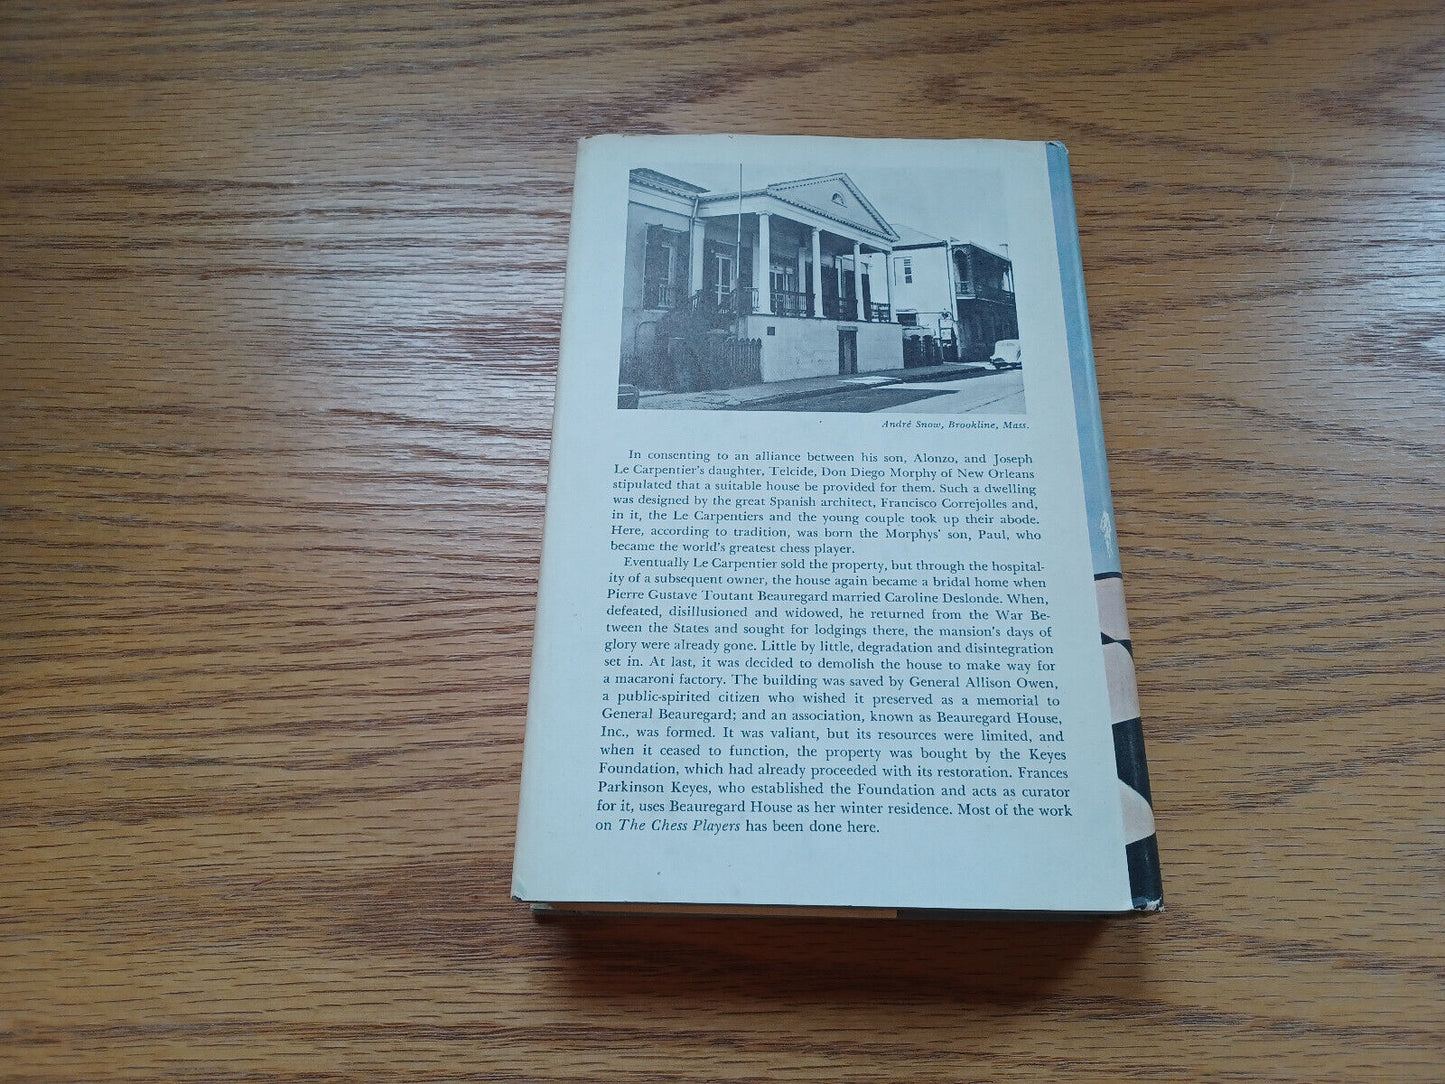 André Snow, Brookline, Mass.
In consenting to an alliance between his son, Alonzo, and Joseph
Le Carpentier's daughter, Telcide, Don Diego Morphy of New Orleans
stipulated that a suitable house be provided for them. Such a dwelling
was designed by the great Spanish architect, Francisco Correjolles and,
in it, the Le Carpentiers and the young couple took up their abode.
Here, according to tradition, was born the Morphys' son, Paul, who
became the world's greatest chess player.
Eventually Le Carpentier sold the property, but through the hospital-
ity of a subsequent owner, the house again became a bridal home when
Pierre Gustave Toutant Beauregard married Caroline Deslonde. When,
defeated, disillusioned and widowed, he returned from the War Be-
tween the States and sought for lodgings there, the mansion's days of
glory were already gone. Little by little, degradation and disintegration
set in. At last, it was decided to demolish the house to make way for
a macaroni factory. The building was saved by General Allison Owen,
a public-spirited citizen who wished it preserved as a memorial to
General Beauregard; and an association, known as Beauregard House,
Inc., was formed. It was valiant, but its resources were limited, and
when it ceased to function, the property was bought by the Keyes
Foundation, which had already proceeded with its restoration. Frances
Parkinson Keyes, who established the Foundation and acts as curator
for it, uses Beauregard House as her winter residence. Most of the work
on The Chess Players has been done here.